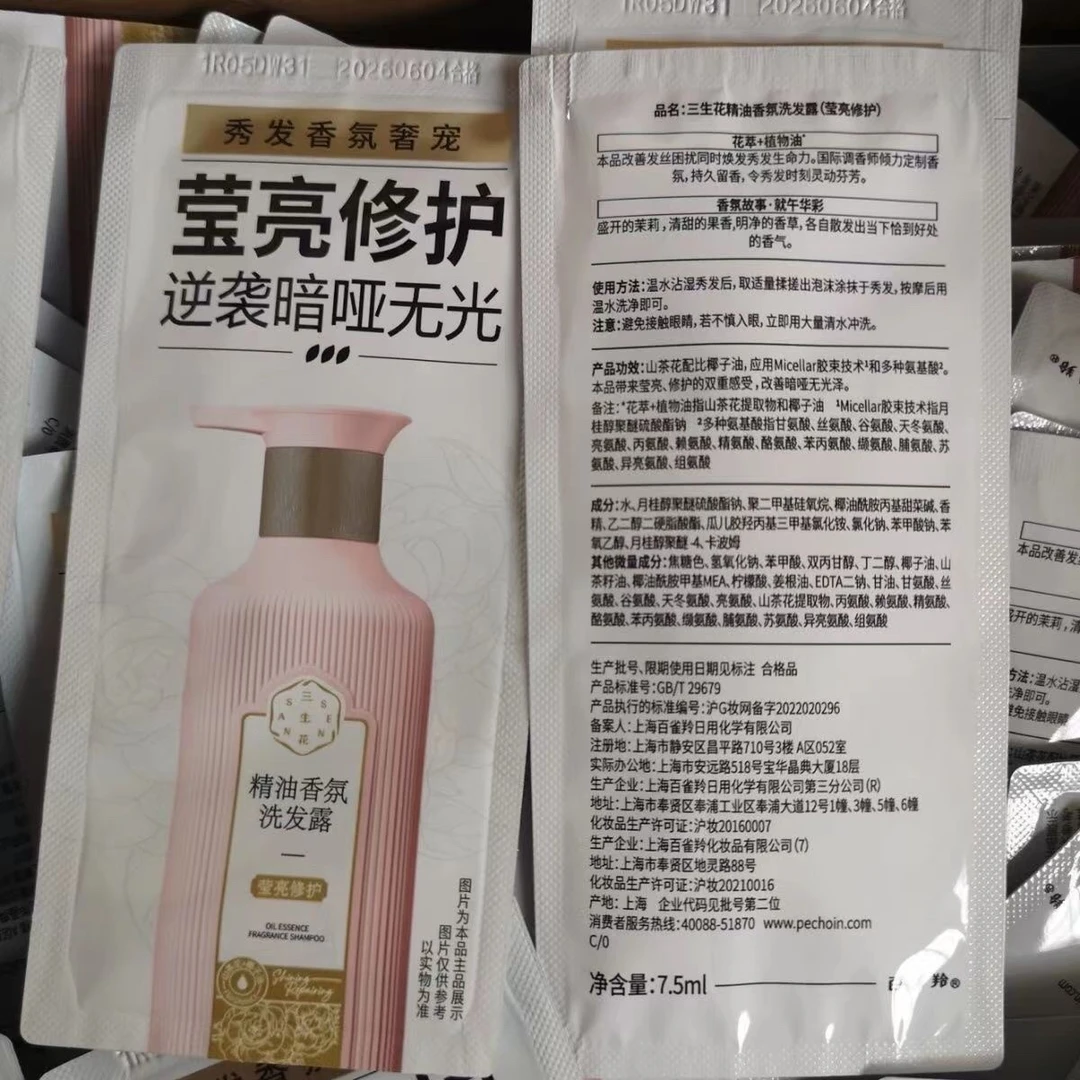 1R05DW31 20260604合格
秀发香氛奢宠
莹亮修护
逆袭暗哑无光
三生花
SAN SEN
精油香氛
洗发露
莹亮修护
OIL ESSENCE
FRAGRANCE SHAMPOO
Shining
Repairing
图片为本品主品展示
图片仅供参考
以实物为准
1R05DW31 20260604合格
品名:三生花精油香氛洗发露(莹亮修护)
花萃+植物油*
本品改善发丝困扰同时焕发秀发生命力。国际调香师倾力定制香
氛,持久留香,令秀发时刻灵动芬芳。
香氛故事·就午华彩
盛开的茉莉,清甜的果香,明净的香草,各自散发出当下恰到好处
的香气。
使用方法:温水沾湿秀发后,取适量揉搓出泡沫涂抹于秀发,按摩后用
温水洗净即可。
注意:避免接触眼睛,若不慎入眼,立即用大量清水冲洗。
产品功效:山茶花配比椰子油,应用Micellar胶束技术¹和多种氨基酸²。
本品带来莹亮、修护的双重感受,改善暗哑无光泽。
备注:*花萃+植物油指山茶花提取物和椰子油 ¹Micellar胶束技术指月
桂醇聚醚硫酸酯钠 ²多种氨基酸指甘氨酸、丝氨酸、谷氨酸、天冬氨酸、
亮氨酸、丙氨酸、赖氨酸、精氨酸、酪氨酸、苯丙氨酸、缬氨酸、脯氨酸、苏
氨酸、异亮氨酸、组氨酸
成分:水、月桂醇聚醚硫酸酯钠、聚二甲基硅氧烷、椰油酰胺丙基甜菜碱、香
精、乙二醇二硬脂酸酯、瓜儿胶羟丙基三甲基氯化铵、氯化钠、苯甲酸钠、苯
氧乙醇、月桂醇聚醚-4、卡波姆
其他微量成分:焦糖色、氢氧化钠、苯甲酸、双丙甘醇、丁二醇、椰子油、山
茶籽油、椰油酰胺甲基MEA、柠檬酸、姜根油、EDTA二钠、甘油、甘氨酸、丝
氨酸、谷氨酸、天冬氨酸、亮氨酸、山茶花提取物、丙氨酸、赖氨酸、精氨酸、
酪氨酸、苯丙氨酸、缬氨酸、脯氨酸、苏氨酸、异亮氨酸、组氨酸
生产批号、限期使用日期见标注 合格品
产品标准号:GB/T 29679
产品执行的标准编号:沪G妆网备字2022020296
备案人:上海百雀羚日用化学有限公司
注册地:上海市静安区昌平路710号3楼 A区052室
实际办公地:上海市安远路518号宝华晶典大厦18层
生产企业:上海百雀羚日用化学有限公司第三分公司(R)
地址:上海市奉贤区奉浦工业区奉浦大道12号1幢、3幢、5幢、6幢
化妆品生产许可证:沪妆20160007
生产企业:上海百雀羚化妆品有限公司(7)
地址:上海市奉贤区地灵路88号
化妆品生产许可证:沪妆20210016
产地:上海 企业代码见批号第二位
消费者服务热线:40088-51870 www.pechoin.com
C/0
净含量:7.5ml
羚®